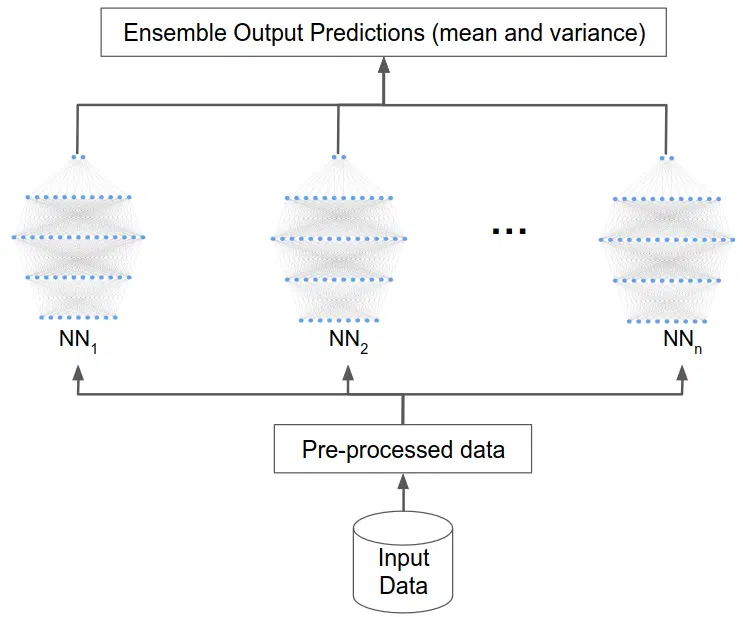 Ensemble Output Predictions (mean and variance)
...
NN1
NN2
NNn
Pre-processed data
Input
Data